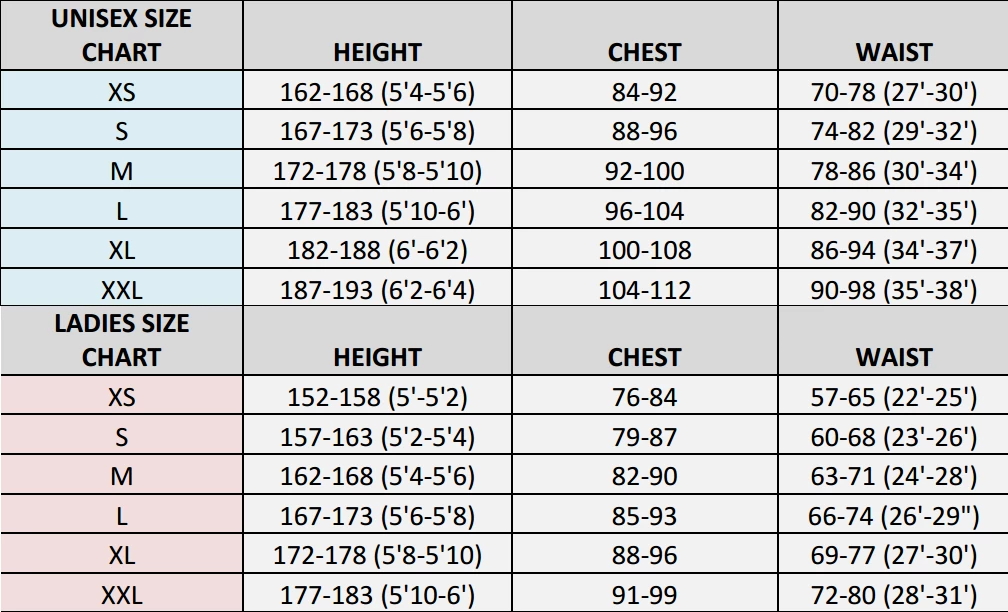 UNISEX SIZE
CHART HEIGHT CHEST WAIST
XS 162-168 (5'4-5'6) 84-92 70-78 (27'-30')
S 167-173 (5'6-5'8) 88-96 74-82 (29'-32')
M 172-178 (5'8-5'10) 92-100 78-86 (30'-34')
L 177-183 (5'10-6') 96-104 82-90 (32'-35')
XL 182-188 (6'-6'2) 100-108 86-94 (34'-37')
XXL 187-193 (6'2-6'4) 104-112 90-98 (35'-38')
LADIES SIZE
CHART HEIGHT CHEST WAIST
XS 152-158 (5'-5'2) 76-84 57-65 (22'-25')
S 157-163 (5'2-5'4) 79-87 60-68 (23'-26')
M 162-168 (5'4-5'6) 82-90 63-71 (24'-28')
L 167-173 (5'6-5'8) 85-93 66-74 (26'-29")
XL 172-178 (5'8-5'10) 88-96 69-77 (27'-30')
XXL 177-183 (5'10-6') 91-99 72-80 (28'-31')